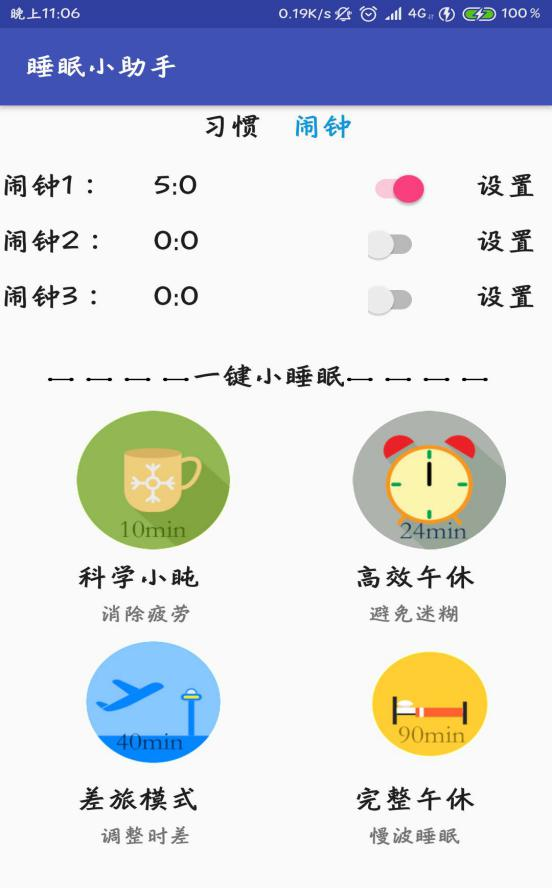 晚上11:06 0.19K/s 4G 100%
睡眠小助手
习惯 闹钟
闹钟1： 5:0 设置
闹钟2： 0:0 设置
闹钟3： 0:0 设置
一键小睡眠
10min 24min
科学小盹 高效午休
消除疲劳 避免迷糊
40min 90min
差旅模式 完整午休
调整时差 慢波睡眠